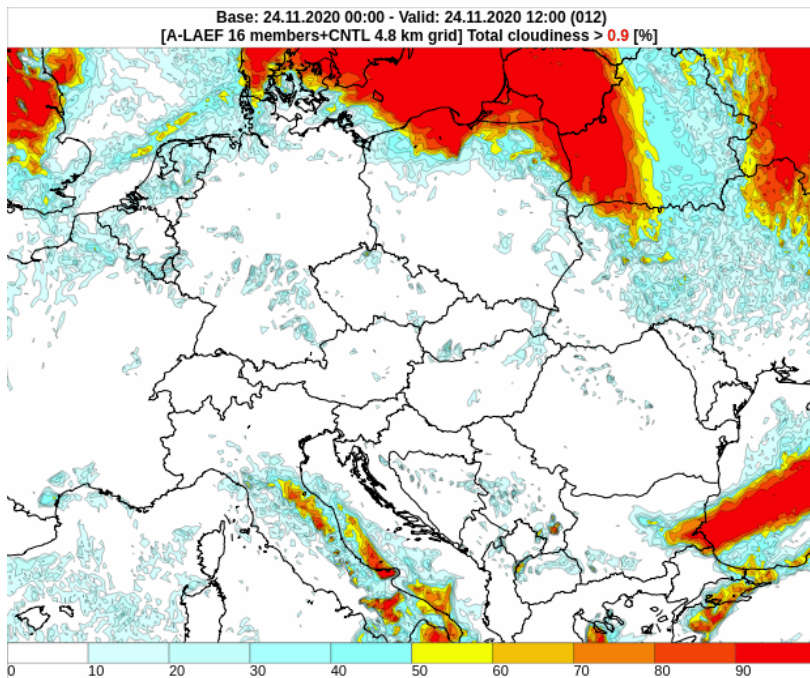 Base: 24.11.2020 00:00 - Valid: 24.11.2020 12:00 (012)
[A-LAEF 16 members+CNTL 4.8 km grid] Total cloudiness > 0.9 [%]
0 10 20 30 40 50 60 70 80 90